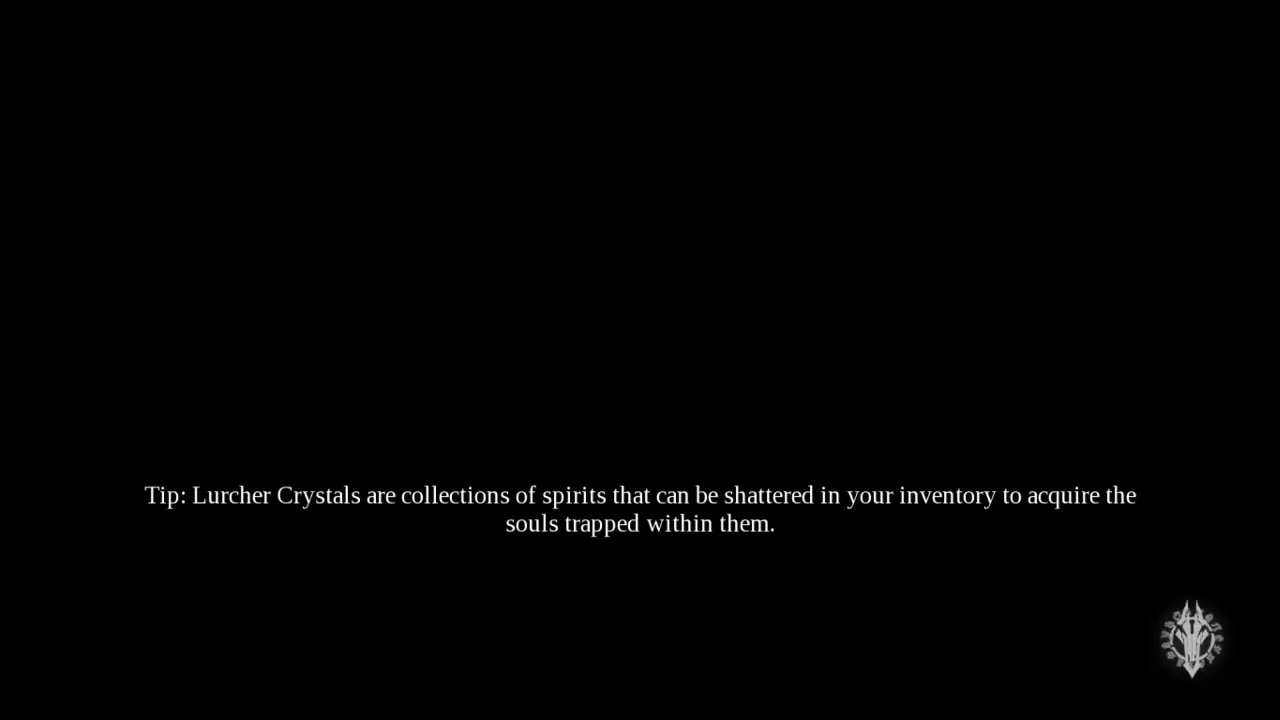 Tip: Lurcher Crystals are collections of spirits that can be shattered in your inventory to acquire the
souls trapped within them.